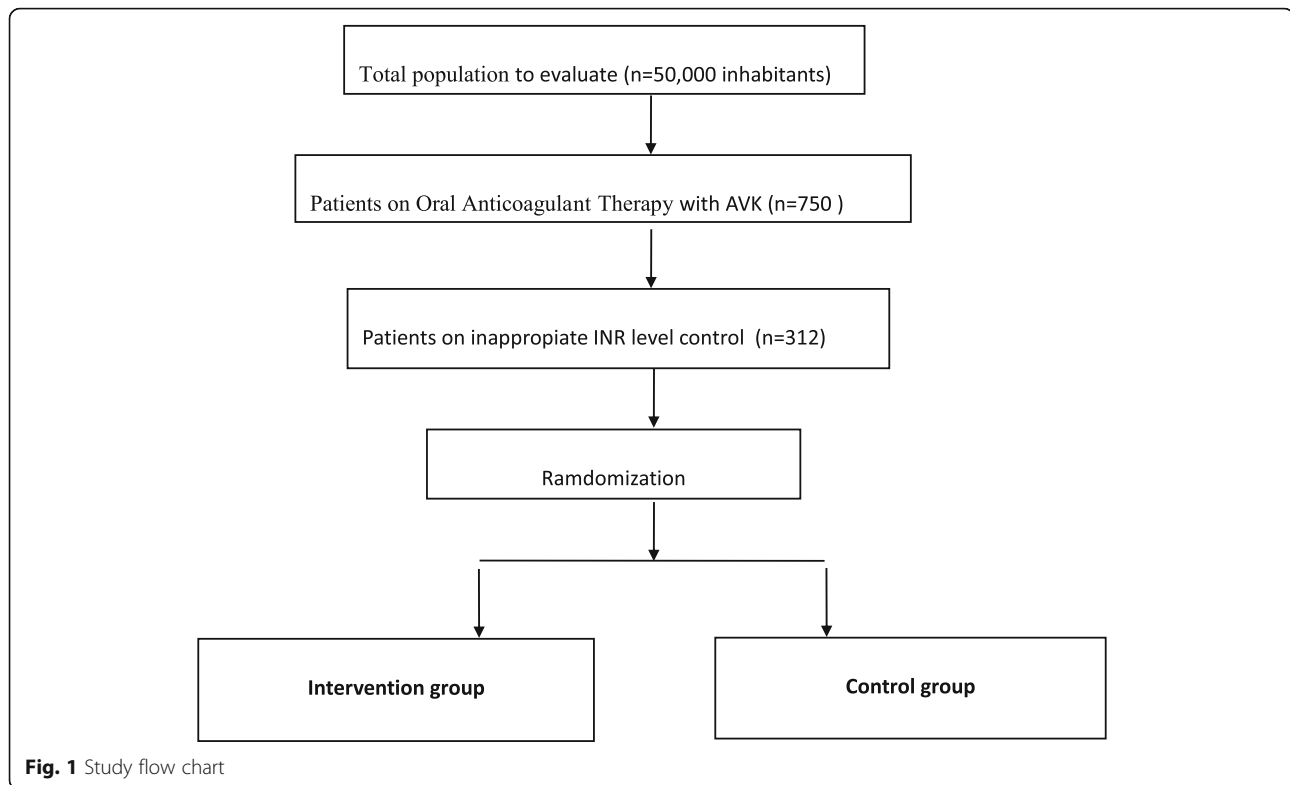 Total population to evaluate (n=50,000 inhabitants)
Patients on Oral Anticoagulant Therapy with AVK (n=750 )
Patients on inappropiate INR level control (n=312)
Ramdomization
Intervention group
Control group
Fig. 1 Study flow chart